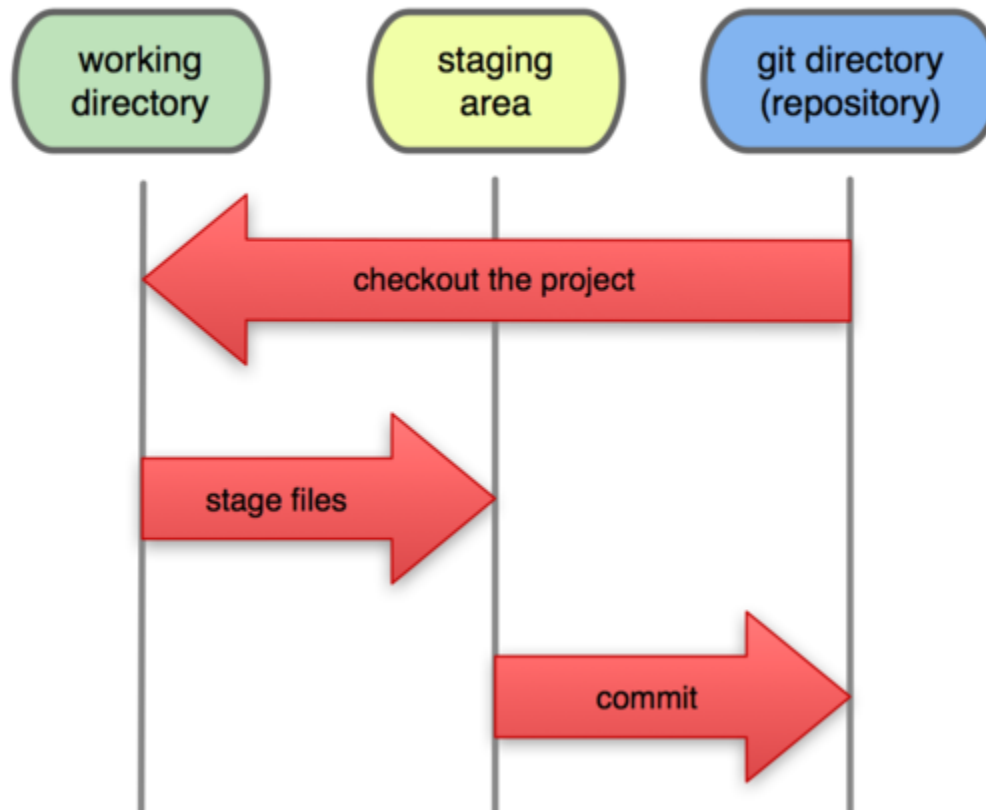 working
directory
staging
area
git directory
(repository)
checkout the project
stage files
commit